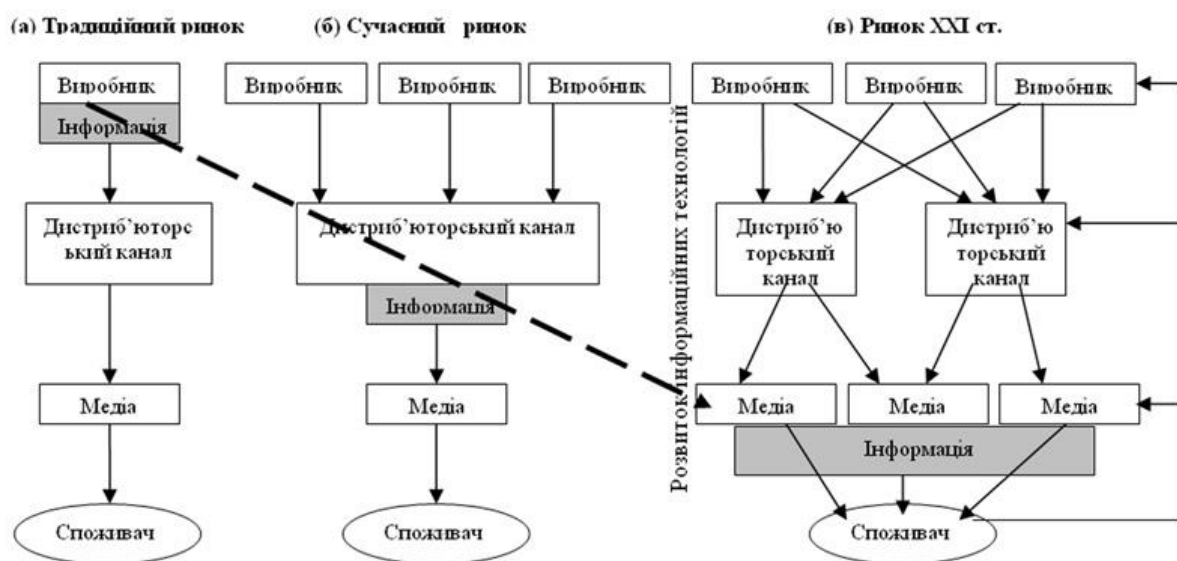 (а) Традиційний ринок
(б) Сучасний ринок
(в) Ринок ХХІ ст.
Виробник
Інформація
Дистриб’юторс
ький канал
Медіа
Споживач
Виробник
Виробник
Виробник
Дистриб’юторський канал
Інформація
Медіа
Споживач
Розвиток інформаційних технологій
Виробник
Виробник
Виробник
Дистриб’ю
торський
канал
Дистриб’ю
торський
канал
Медіа
Медіа
Медіа
Інформація
Споживач